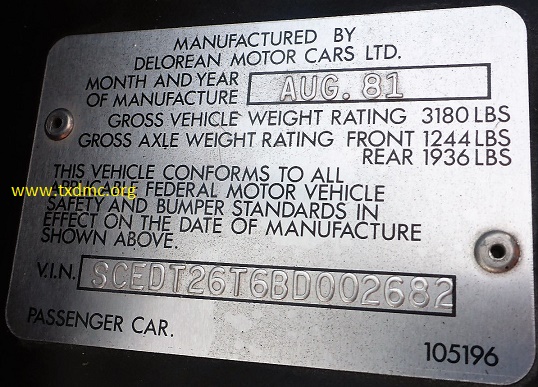 MANUFACTURED BY
DELOREAN MOTOR CARS LTD.
MONTH AND YEAR
OF MANUFACTURE AUG. 81
GROSS VEHICLE WEIGHT RATING 3180 LBS
GROSS AXLE WEIGHT RATING FRONT 1244 LBS
REAR 1936 LBS
THIS VEHICLE CONFORMS TO ALL
www.txdmc.org
FEDERAL MOTOR VEHICLE
SAFETY AND BUMPER STANDARDS IN
EFFECT ON THE DATE OF MANUFACTURE
SHOWN ABOVE.
V.I.N. SCEDT26T6BD002682
PASSENGER CAR.
105196